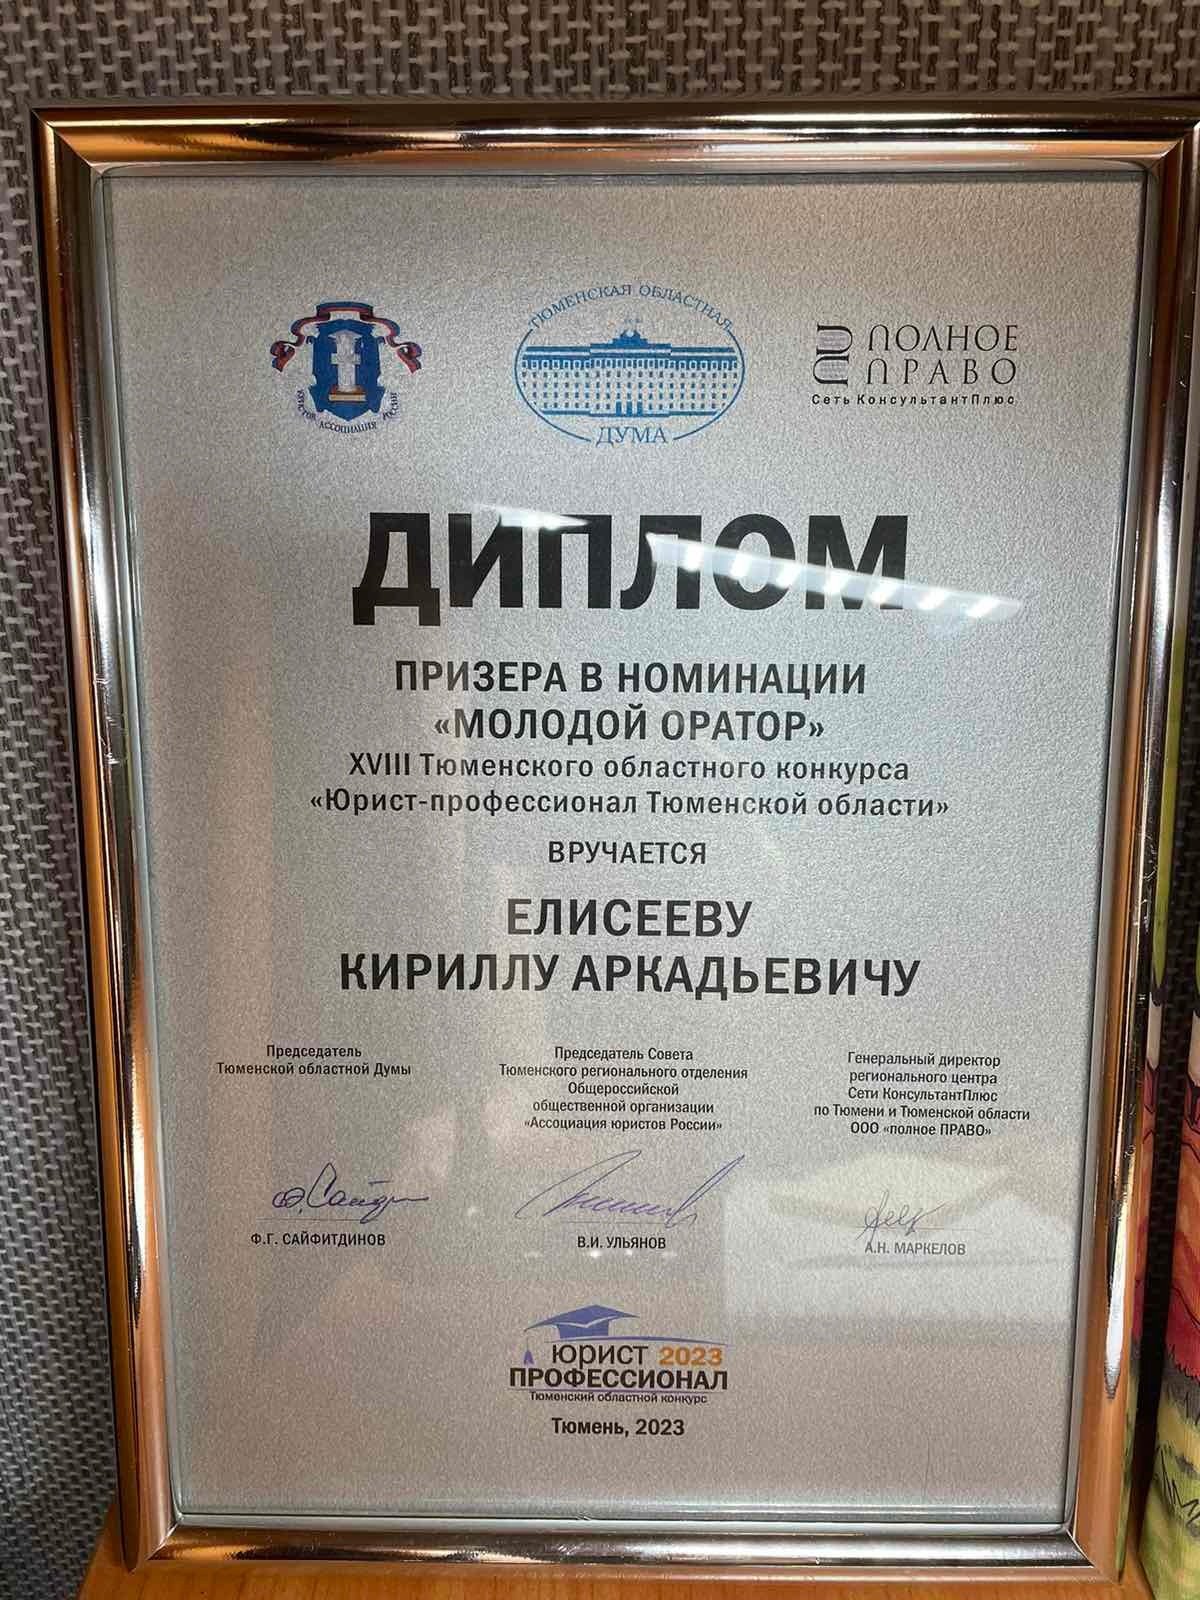 ЮРИСТОВ АССОЦИАЦИЯ РОССИИ
ТЮМЕНСКАЯ ОБЛАСТНАЯ
ДУМА
ПОЛНОЕ
ПРАВО
Сеть КонсультантПлюс
ДИПЛОМ
ПРИЗЕРА В НОМИНАЦИИ
«МОЛОДОЙ ОРАТОР»
XVIII Тюменского областного конкурса
«Юрист-профессионал Тюменской области»
ВРУЧАЕТСЯ
ЕЛИСЕЕВУ
КИРИЛЛУ АРКАДЬЕВИЧУ
Председатель
Тюменской областной Думы
Ф.Г. САЙФИТДИНОВ
Председатель Совета
Тюменского регионального отделения
Общероссийской
общественной организации
«Ассоциация юристов России»
В.И. УЛЬЯНОВ
Генеральный директор
регионального центра
Сети КонсультантПлюс
по Тюмени и Тюменской области
ООО «полное ПРАВО»
А.Н. МАРКЕЛОВ
ЮРИСТ 2023
ПРОФЕССИОНАЛ
Тюменский областной конкурс
Тюмень, 2023